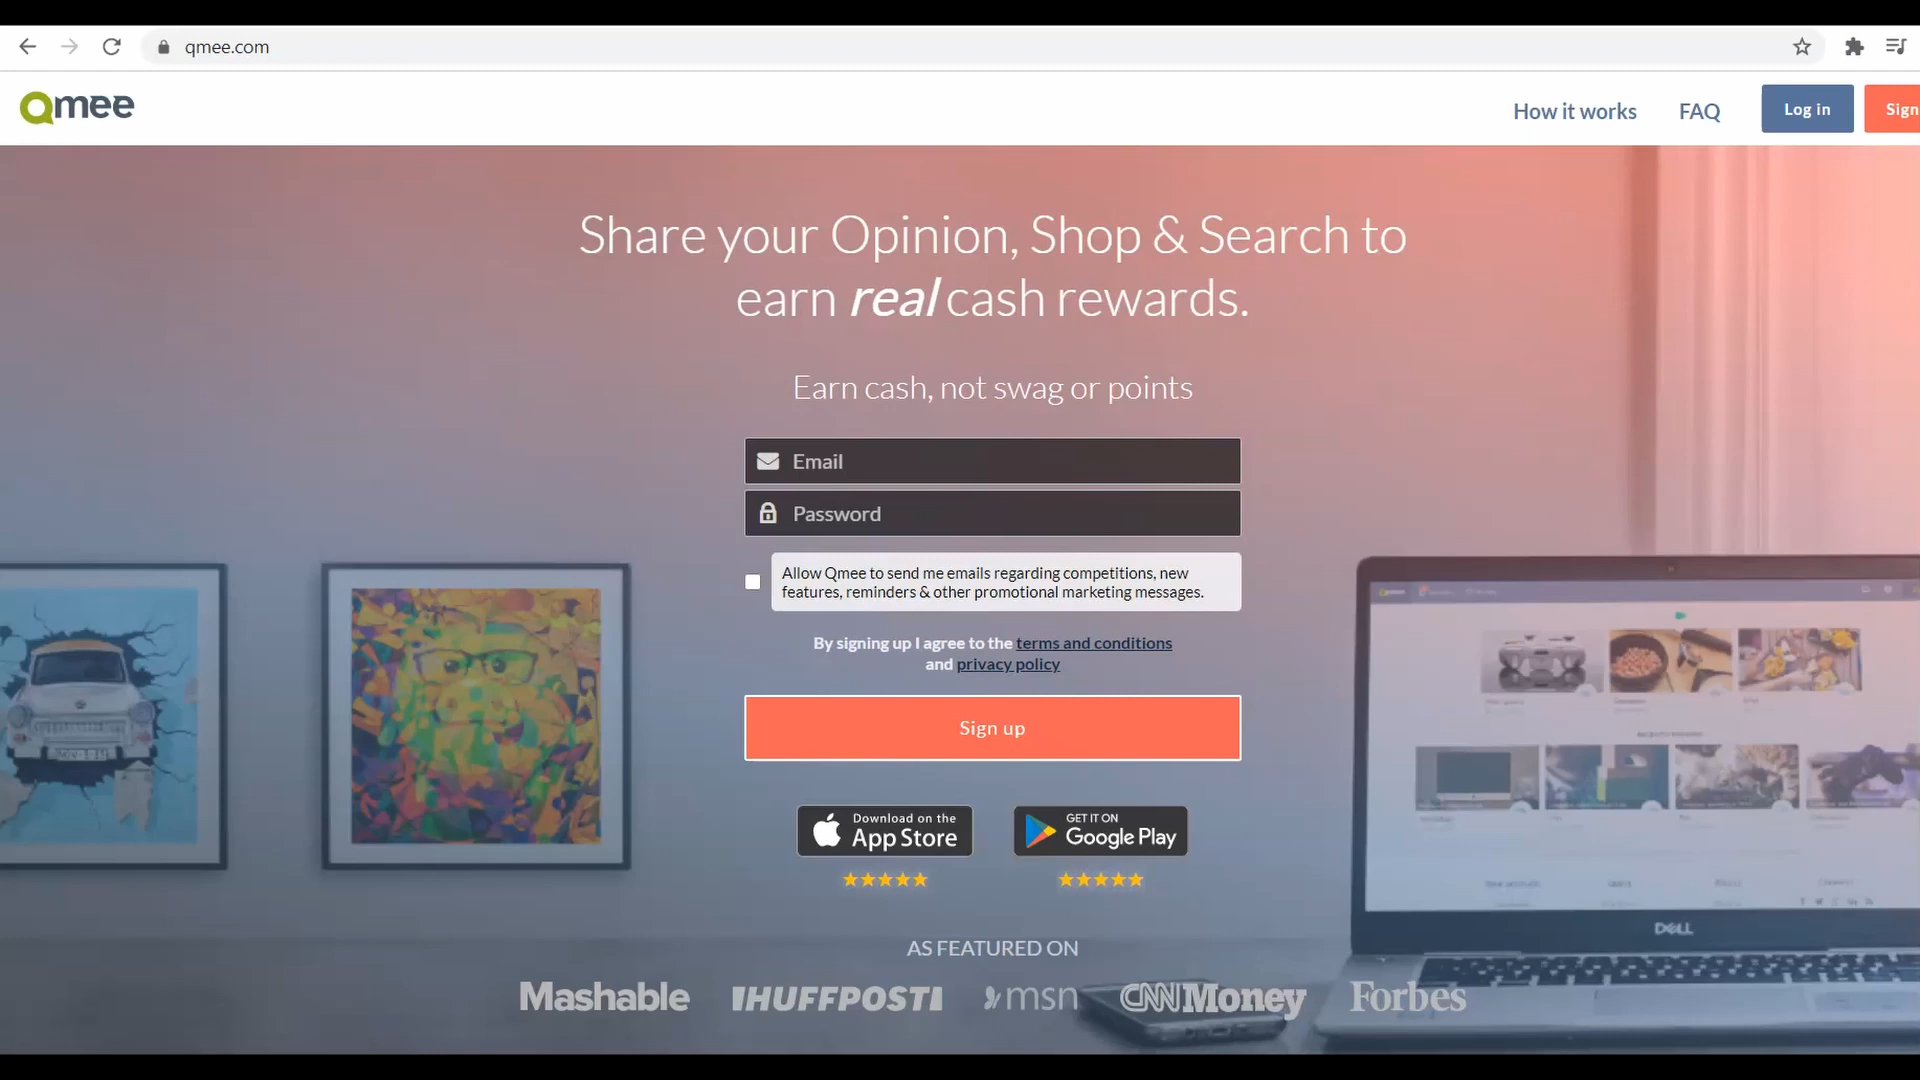 qmee.com
Qmee
How it works
FAQ
Log in
Sign
Share your Opinion, Shop & Search to
earn real cash rewards.
Earn cash, not swag or points
Email
Password
Allow Qmee to send me emails regarding competitions, new
features, reminders & other promotional marketing messages.
By signing up I agree to the terms and conditions
and privacy policy
Sign up
Download on the
App Store
GET IT ON
Google Play
AS FEATURED ON
Mashable
HUFFPOST
msn
CNNMoney
Forbes
DELL